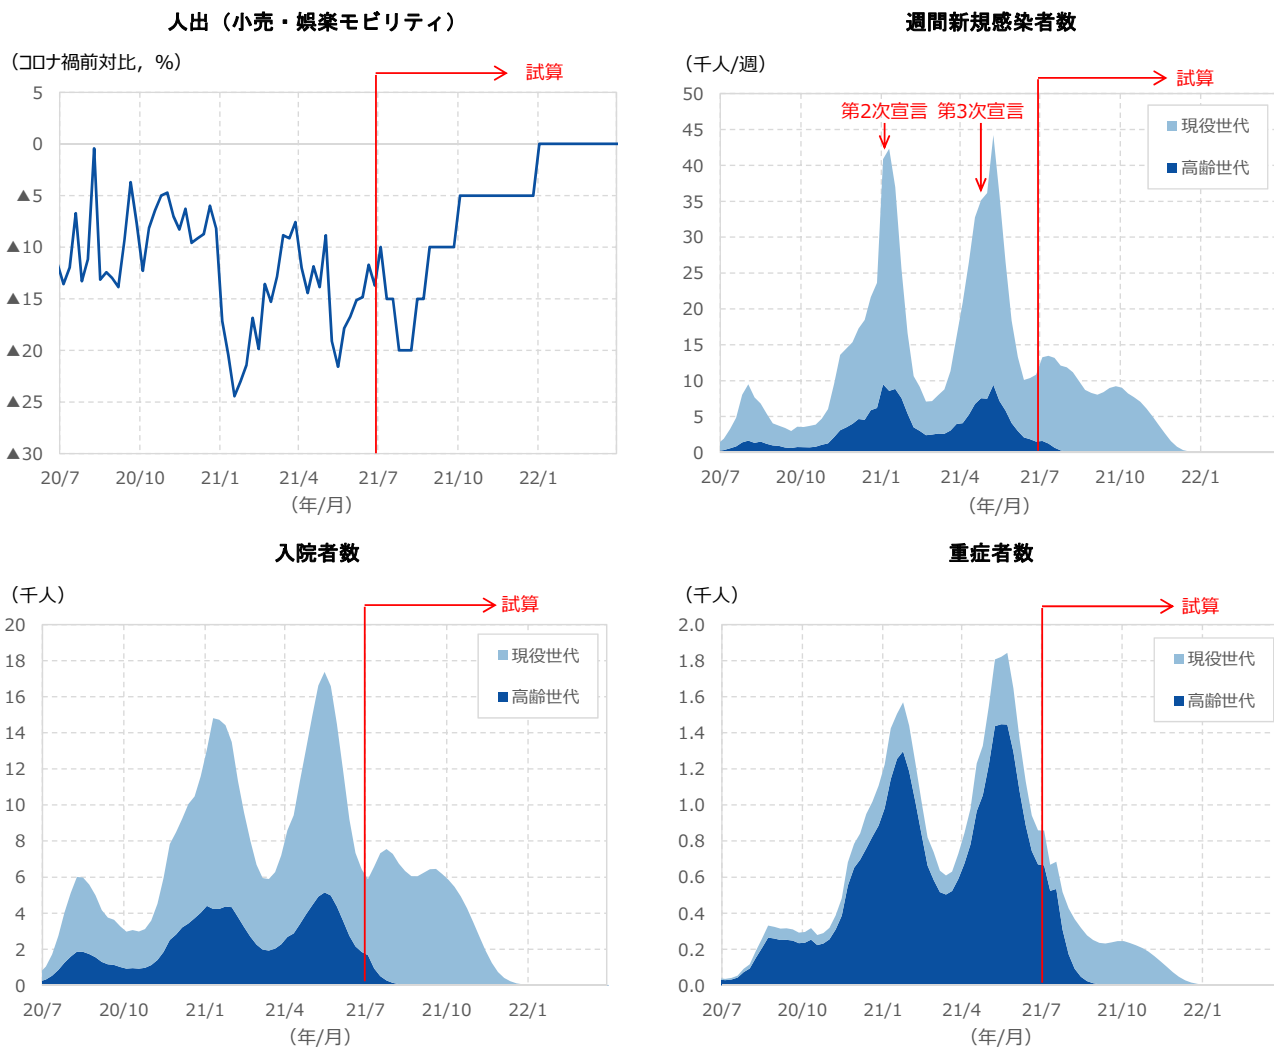 人出（小売・娯楽モビリティ）
（コロナ禍前対比，％）
試算
5
0
▲5
▲10
▲15
▲20
▲25
▲30
20/7 20/10 21/1 21/4 21/7 21/10 22/1
（年/月）
週間新規感染者数
（千人/週）
試算
第2次宣言 第3次宣言
現役世代
高齢世代
50
45
40
35
30
25
20
15
10
5
0
20/7 20/10 21/1 21/4 21/7 21/10 22/1
（年/月）
入院者数
（千人）
試算
現役世代
高齢世代
20
18
16
14
12
10
8
6
4
2
0
20/7 20/10 21/1 21/4 21/7 21/10 22/1
（年/月）
重症者数
（千人）
試算
現役世代
高齢世代
2.0
1.8
1.6
1.4
1.2
1.0
0.8
0.6
0.4
0.2
0.0
20/7 20/10 21/1 21/4 21/7 21/10 22/1
（年/月）